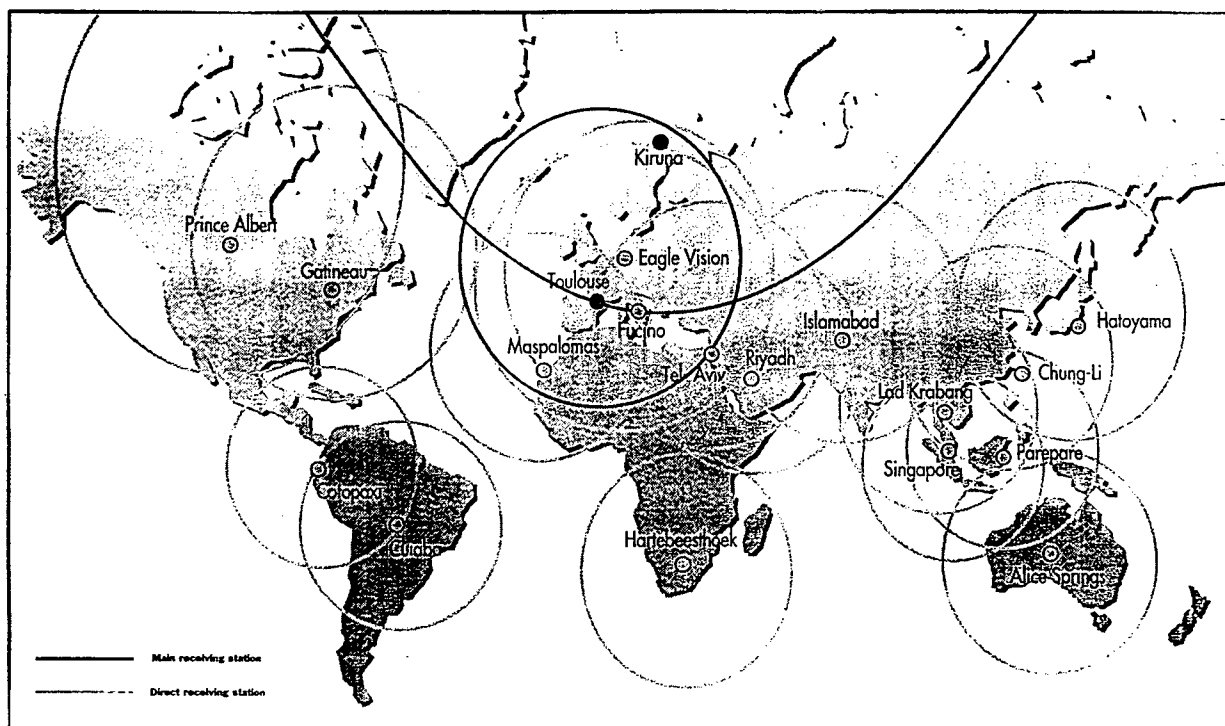 Kiruna
Prince Albert
Gatineau
Eagle Vision
Toulouse
Fucino
Islamabad
Hatoyama
Maspalomas
Tel Aviv
Riyadh
Chung-Li
Lad Krabang
Singapore
Parepare
Cotopaxi
Cuiaba
Hartebeesthoek
Alice Springs
Main receiving station
Direct receiving station